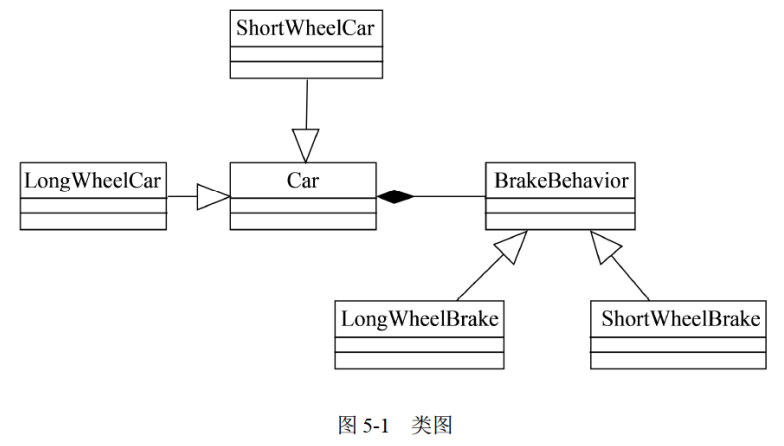 ShortWheelCar
LongWheelCar
Car
BrakeBehavior
LongWheelBrake
ShortWheelBrake
图 5-1 类图